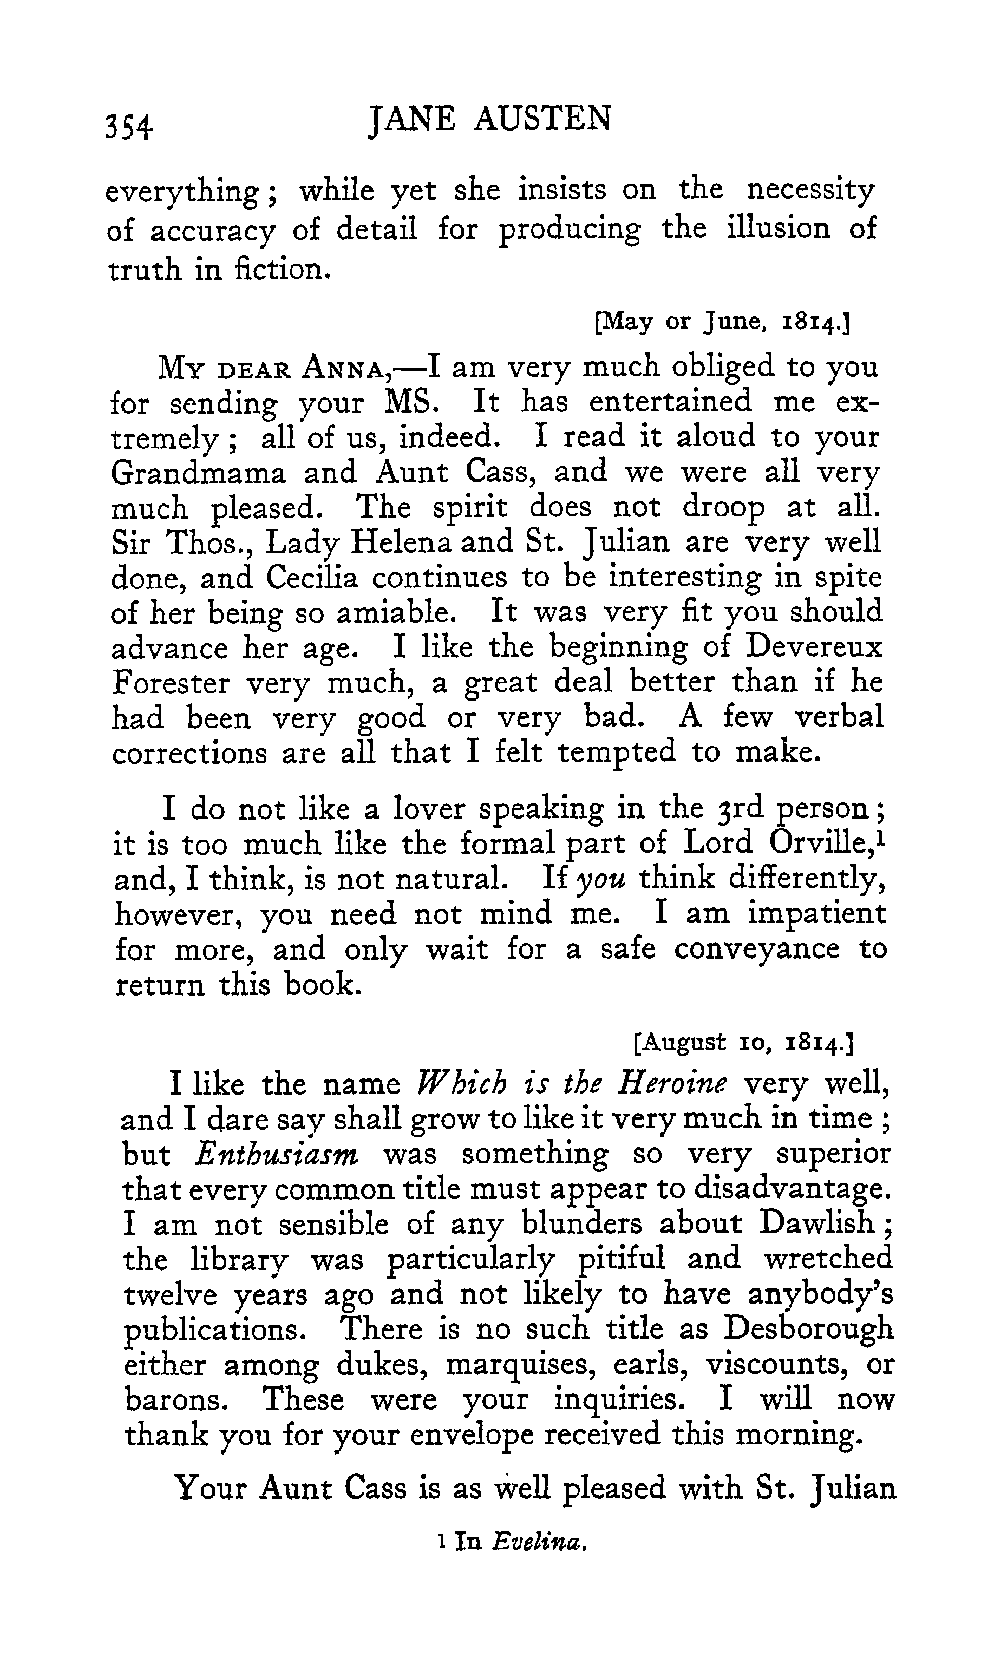 354 JANE AUSTEN
everything ; while yet she insists on the necessity
of accuracy of detail for producing the illusion of
truth in fiction.
[May or June, 1814.]
MY DEAR ANNA,—I am very much obliged to you
for sending your MS. It has entertained me ex-
tremely ; all of us, indeed. I read it aloud to your
Grandmama and Aunt Cass, and we were all very
much pleased. The spirit does not droop at all.
Sir Thos., Lady Helena and St. Julian are very well
done, and Cecilia continues to be interesting in spite
of her being so amiable. It was very fit you should
advance her age. I like the beginning of Devereux
Forester very much, a great deal better than if he
had been very good or very bad. A few verbal
corrections are all that I felt tempted to make.
I do not like a lover speaking in the 3rd person ;
it is too much like the formal part of Lord Orville,¹
and, I think, is not natural. If you think differently,
however, you need not mind me. I am impatient
for more, and only wait for a safe conveyance to
return this book.
[August 10, 1814.]
I like the name Which is the Heroine very well,
and I dare say shall grow to like it very much in time ;
but Enthusiasm was something so very superior
that every common title must appear to disadvantage.
I am not sensible of any blunders about Dawlish ;
the library was particularly pitiful and wretched
twelve years ago and not likely to have anybody's
publications. There is no such title as Desborough
either among dukes, marquises, earls, viscounts, or
barons. These were your inquiries. I will now
thank you for your envelope received this morning.
Your Aunt Cass is as well pleased with St. Julian
1 In Evelina.